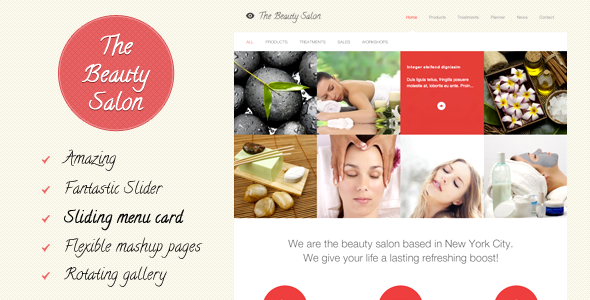 The
Beauty
Salon
Amazing
Fantastic Slider
Sliding menu card
Flexible mashup pages
Rotating gallery
The Beauty Salon
Home Products Treatments Planner News Contact
ALL PRODUCTS TREATMENTS SALES WORKSHOPS
Integer eleifend dignissim
Duis ligula tellus, fringilla posuere
molestie at, lobortis eu ante. Proin...
We are the beauty salon based in New York City.
We give your life a lasting refreshing boost!